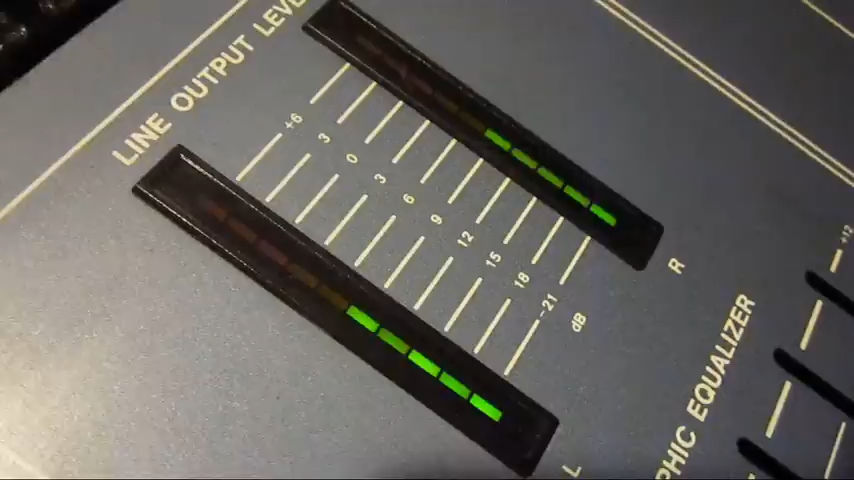 LINE OUTPUT LEVEL
+6
3
0
3
6
9
12
15
18
-21
dB
R
L
PHIC EQUALIZER
+12